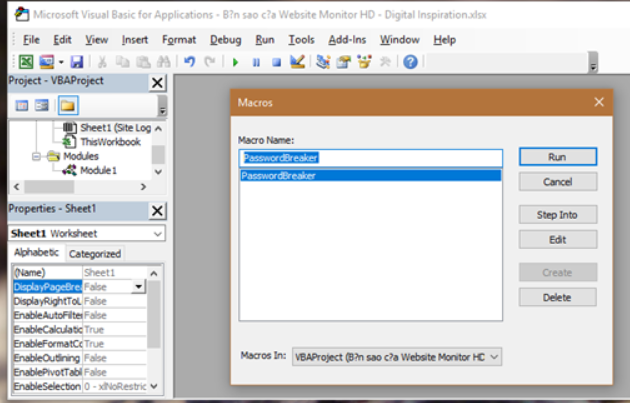 Microsoft Visual Basic for Applications - B?n sao c?a Website Monitor HD - Digital Inspiration.xlsx
File Edit View Insert Format Debug Run Tools Add-Ins Window Help
Project - VBAProject
Sheet1 (Site Log
ThisWorkbook
Modules
Module1
Properties - Sheet1
Sheet1 Worksheet
Alphabetic Categorized
(Name) Sheet1
DisplayPageBrea False
DisplayRightToL False
EnableAutoFilter False
EnableCalculatic True
EnableFormatCo True
EnableOutlining False
EnablePivotTabl False
EnableSelection 0 - xlNoRestric
Macros
Macro Name:
PasswordBreaker
PasswordBreaker
Run
Cancel
Step Into
Edit
Create
Delete
Macros In: VBAProject (B?n sao c?a Website Monitor HD